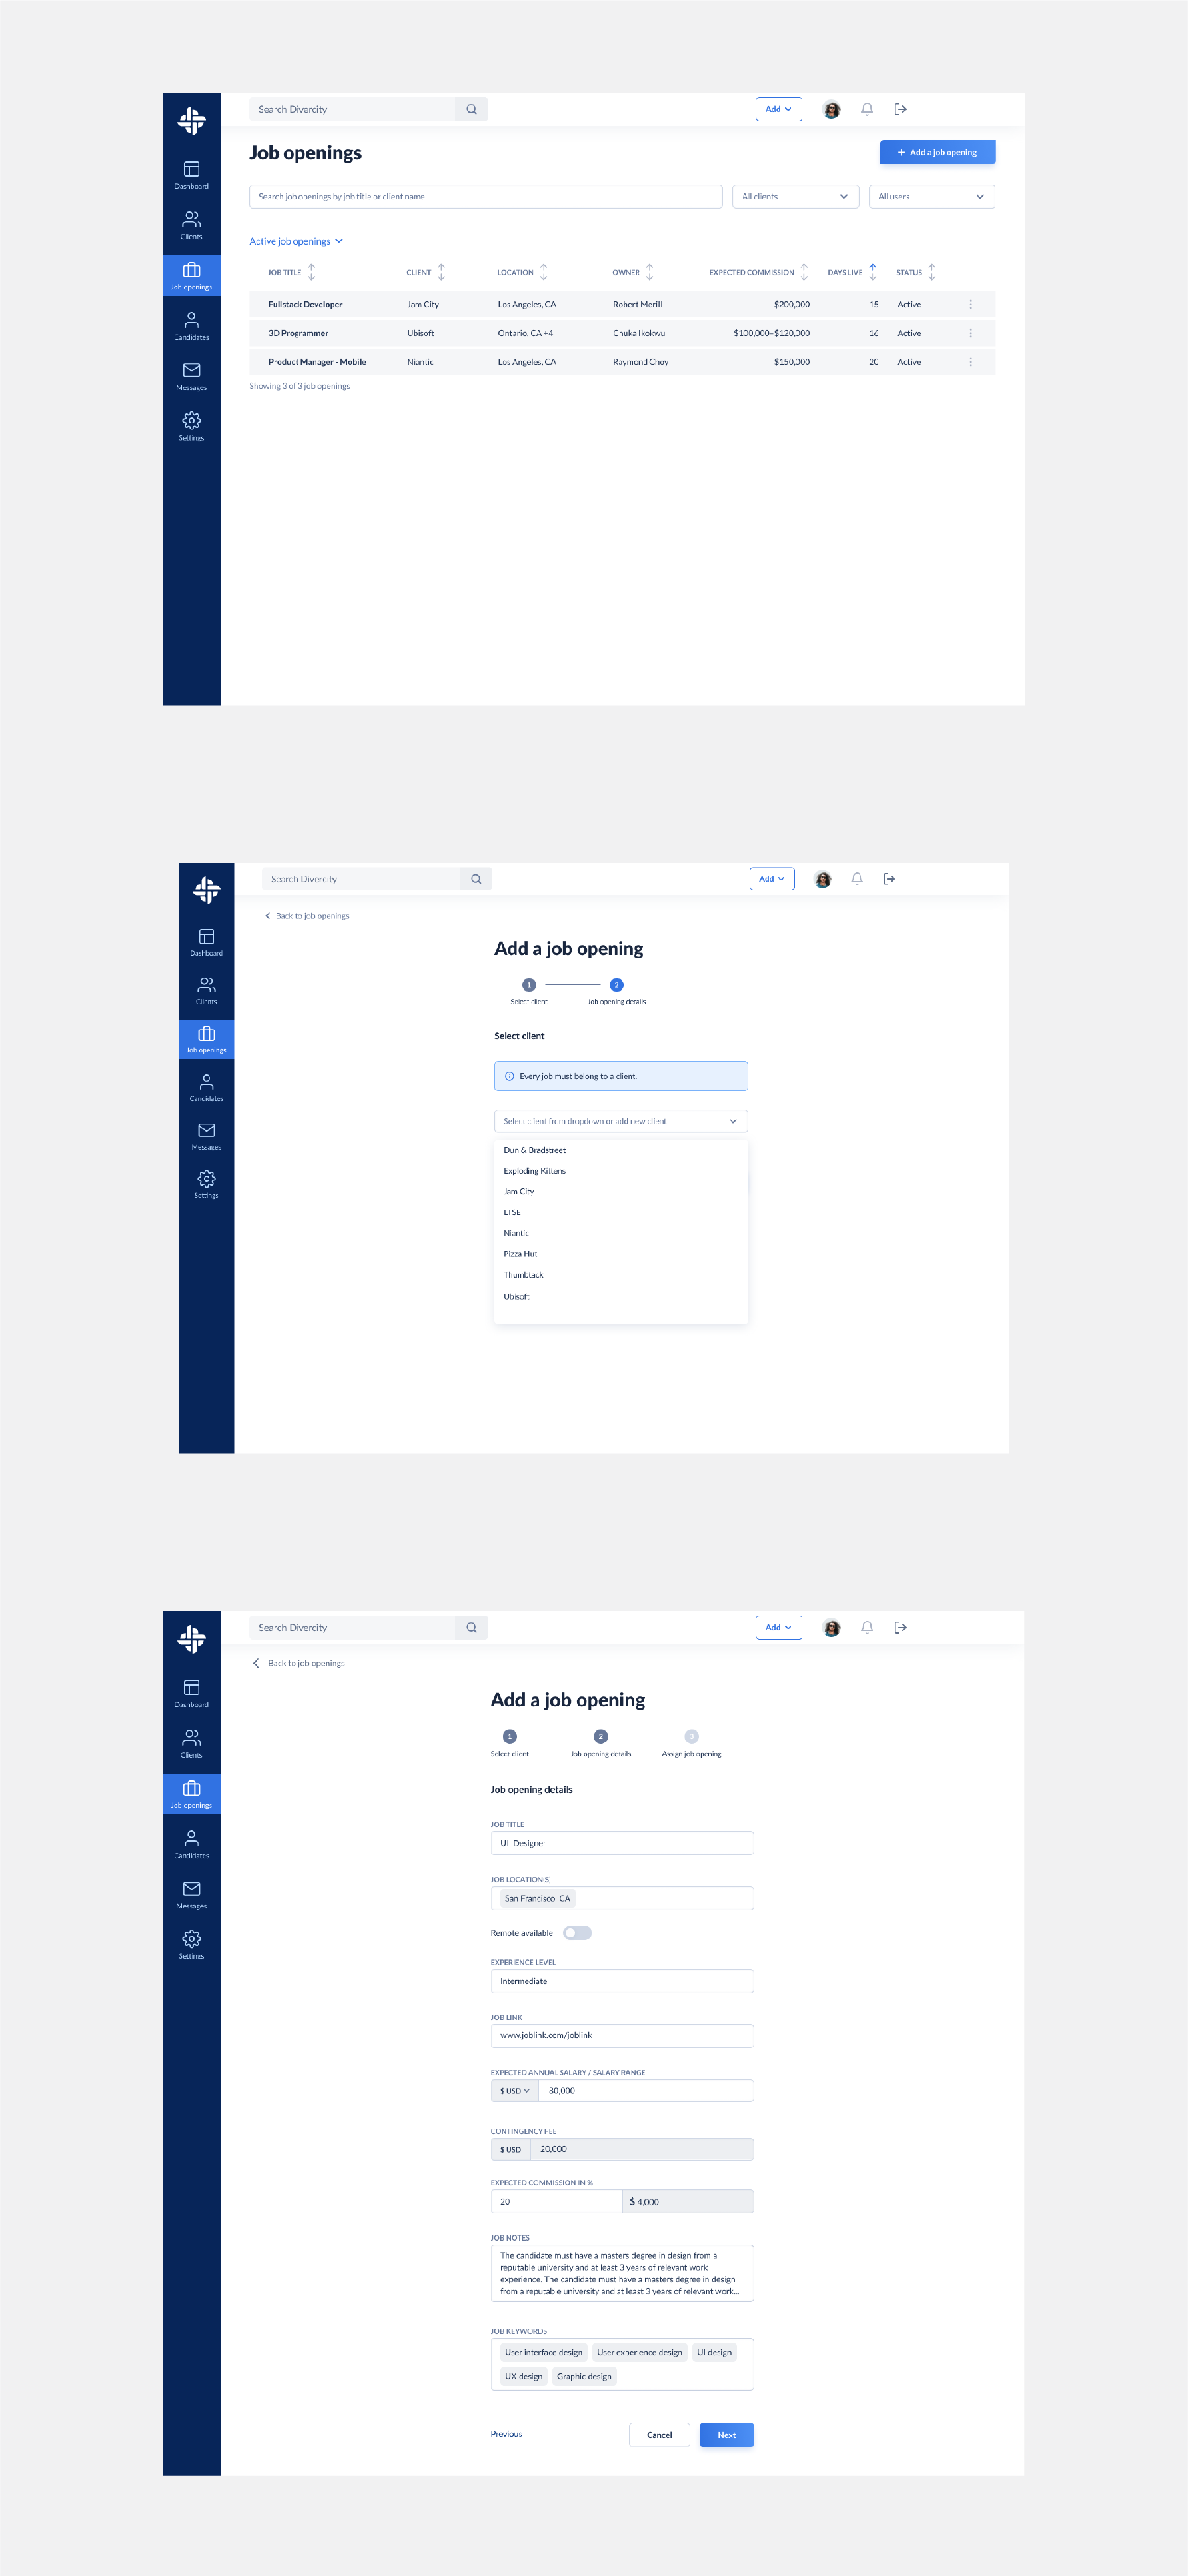 Search Divercity
Add
Job openings
+ Add a job opening
Search job openings by job title or client name
All clients
All users
Active job openings
JOB TITLE CLIENT LOCATION OWNER EXPECTED COMMISSION DAYS LIVE STATUS
Fullstack Developer Jam City Los Angeles, CA Robert Merill $200,000 15 Active
3D Programmer Ubisoft Ontario, CA +4 Chuka Ikokwu $100,000–$120,000 16 Active
Product Manager - Mobile Niantic Los Angeles, CA Raymond Choy $150,000 20 Active
Showing 3 of 3 job openings
Dashboard
Clients
Job openings
Candidates
Messages
Settings
Search Divercity
Add
Back to job openings
Add a job opening
1 2
Select client Job opening details
Select client
Every job must belong to a client.
Select client from dropdown or add new client
Dun & Bradstreet
Exploding Kittens
Jam City
LTSE
Niantic
Pizza Hut
Thumbtack
Ubisoft
Dashboard
Clients
Job openings
Candidates
Messages
Settings
Search Divercity
Add
Back to job openings
Add a job opening
1 2 3
Select client Job opening details Assign job opening
Job opening details
JOB TITLE
UI Designer
JOB LOCATION(S)
San Francisco, CA
Remote available
EXPERIENCE LEVEL
Intermediate
JOB LINK
www.joblink.com/joblink
EXPECTED ANNUAL SALARY / SALARY RANGE
$ USD 80,000
CONTINGENCY FEE
$ USD 20,000
EXPECTED COMMISSION IN %
20 $ 4,000
JOB NOTES
The candidate must have a masters degree in design from a
reputable university and at least 3 years of relevant work
experience. The candidate must have a masters degree in design
from a reputable university and at least 3 years of relevant work...
JOB KEYWORDS
User interface design User experience design UI design
UX design Graphic design
Previous Cancel Next
Dashboard
Clients
Job openings
Candidates
Messages
Settings